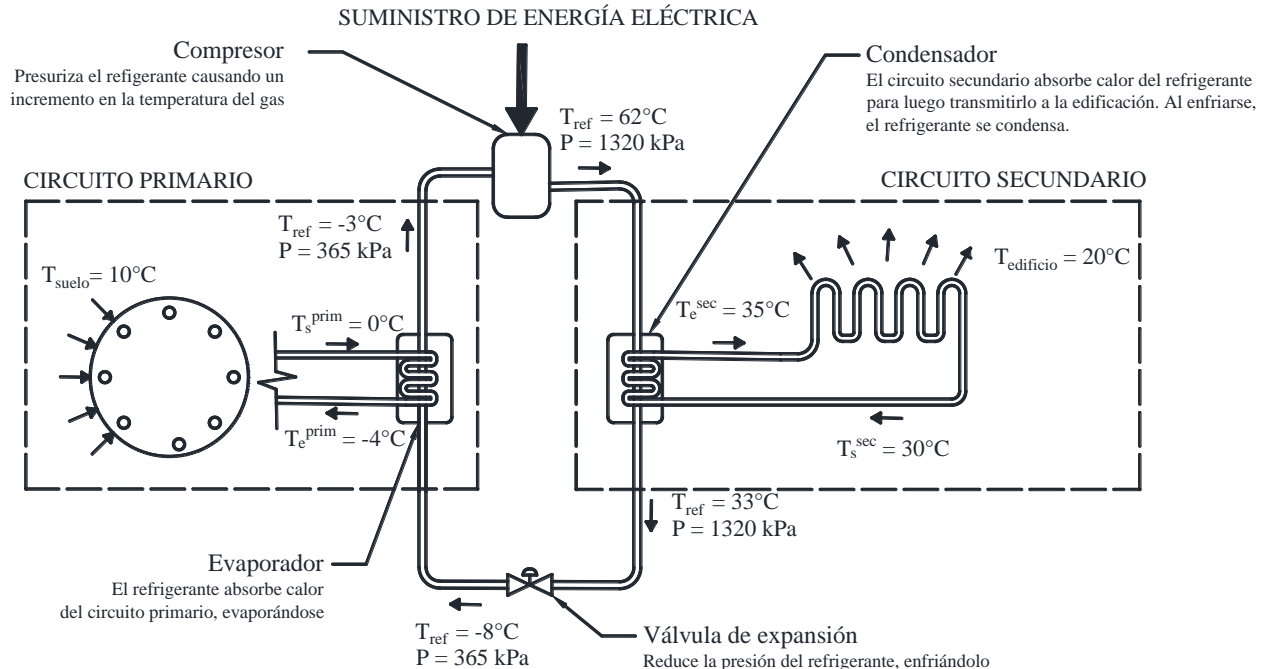 SUMINISTRO DE ENERGÍA ELÉCTRICA
Compresor
Presuriza el refigerante causando un
incremento en la temperatura del gas
Condensador
El circuito secundario absorbe calor del refrigerante
para luego transmitirlo a la edificación. Al enfriarse,
el refrigerante se condensa.
T_ref = 62°C
P = 1320 kPa
CIRCUITO PRIMARIO
CIRCUITO SECUNDARIO
T_ref = -3°C
P = 365 kPa
T_suelo= 10°C
T_edificio = 20°C
T_s^prim = 0°C
T_e^sec = 35°C
T_e^prim = -4°C
T_s^sec = 30°C
T_ref = 33°C
P = 1320 kPa
Evaporador
El refrigerante absorbe calor
del circuito primario, evaporándose
T_ref = -8°C
P = 365 kPa
Válvula de expansión
Reduce la presión del refrigerante, enfriándolo